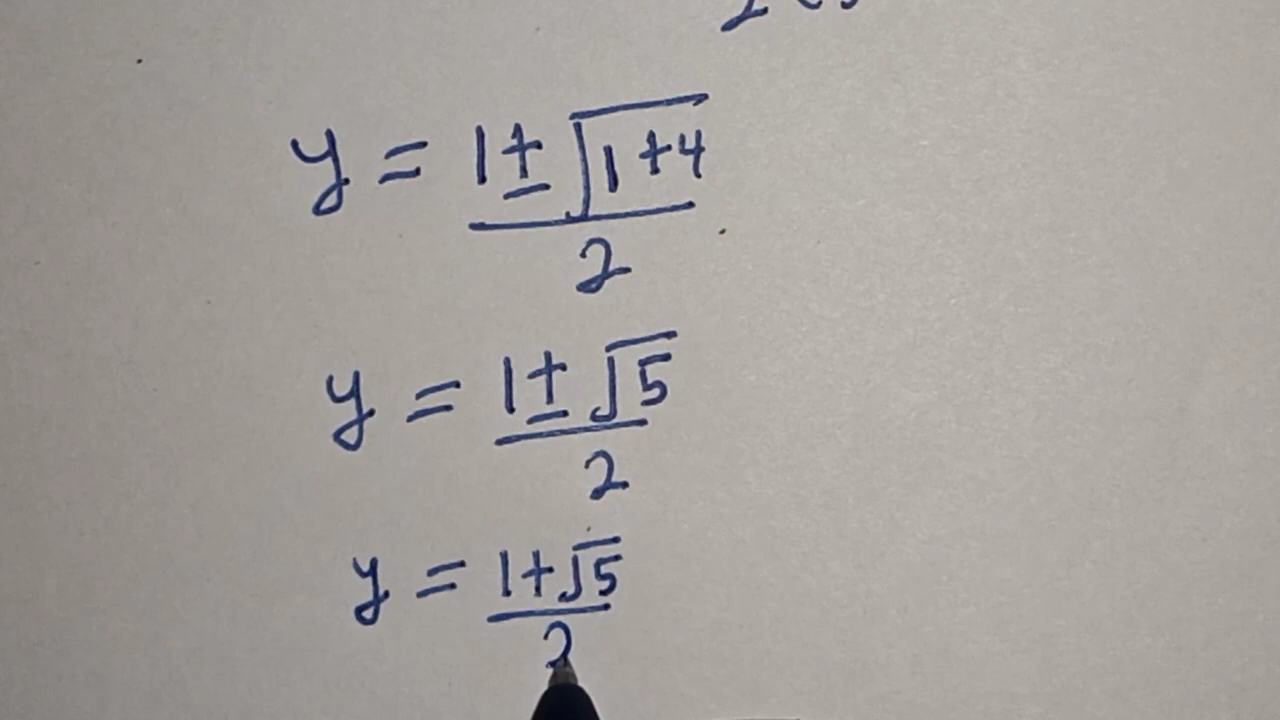 y = 1 ± √1+4 / 2
y = 1 ± √5 / 2
y = 1+√5 / 2